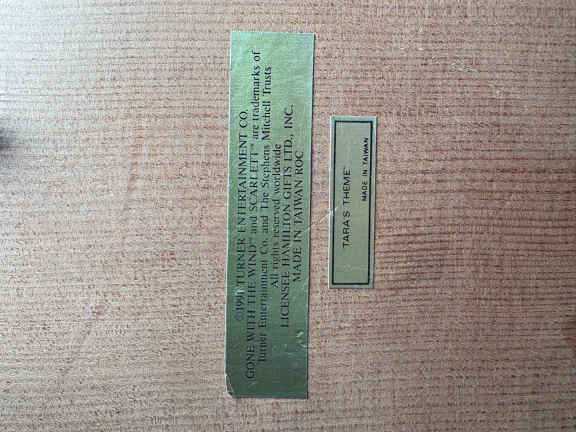 ©1991 TURNER ENTERTAINMENT CO.
GONE WITH THE WIND™ and SCARLETT™ are trademarks of
Turner Entertainment Co. and The Stephens Mitchell Trusts
All rights reserved worldwide
LICENSEE HAMILTON GIFTS LTD., INC.
MADE IN TAIWAN ROC
"TARA'S THEME"
MADE IN TAIWAN